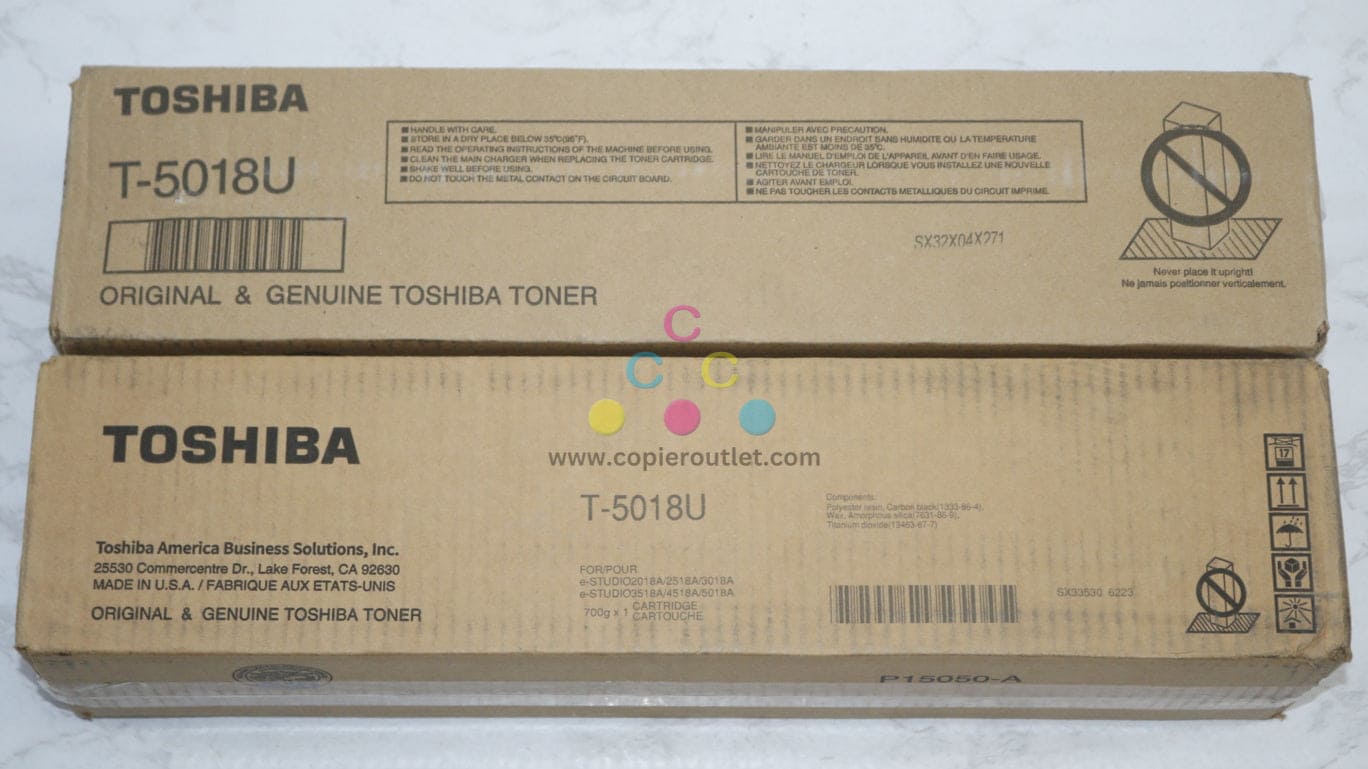 TOSHIBA
T-5018U
ORIGINAL & GENUINE TOSHIBA TONER
■ HANDLE WITH CARE.
■ STORE IN A DRY PLACE BELOW 35°C(95°F).
■ READ THE OPERATING INSTRUCTIONS OF THE MACHINE BEFORE USING.
■ CLEAN THE MAIN CHARGER WHEN REPLACING THE TONER CARTRIDGE.
■ SHAKE WELL BEFORE USING.
■ DO NOT TOUCH THE METAL CONTACT ON THE CIRCUIT BOARD.
■ MANIPULER AVEC PRECAUTION.
■ GARDER DANS UN ENDROIT SANS HUMIDITE OU LA TEMPERATURE
AMBIANTE EST MOINS DE 35°C.
■ LIRE LE MANUEL D'EMPLOI DE L'APPAREIL AVANT D'EN FAIRE USAGE.
■ NETTOYEZ LE CHARGEUR LORSQUE VOUS INSTALLEZ UNE NOUVELLE
CARTOUCHE DE TONER.
■ AGITER AVANT EMPLOI.
■ NE PAS TOUCHER LES CONTACTS METALLIQUES DU CIRCUIT IMPRIME.
SX32X04X271
Never place it upright!
Ne jamais positionner verticalement.
C
C C
www.copieroutlet.com
TOSHIBA
Toshiba America Business Solutions, Inc.
25530 Commercentre Dr., Lake Forest, CA 92630
MADE IN U.S.A. / FABRIQUE AUX ETATS-UNIS
ORIGINAL & GENUINE TOSHIBA TONER
T-5018U
FOR/POUR
e-STUDIO2018A/2518A/3018A
e-STUDIO3518A/4518A/5018A
700g x 1 CARTRIDGE
CARTOUCHE
Components:
Polyester resin, Carbon black(1333-86-4),
Wax, Amorphous silica(7631-86-9),
Titanium dioxide(13463-67-7)
SX33530 6223
17
P15050-A